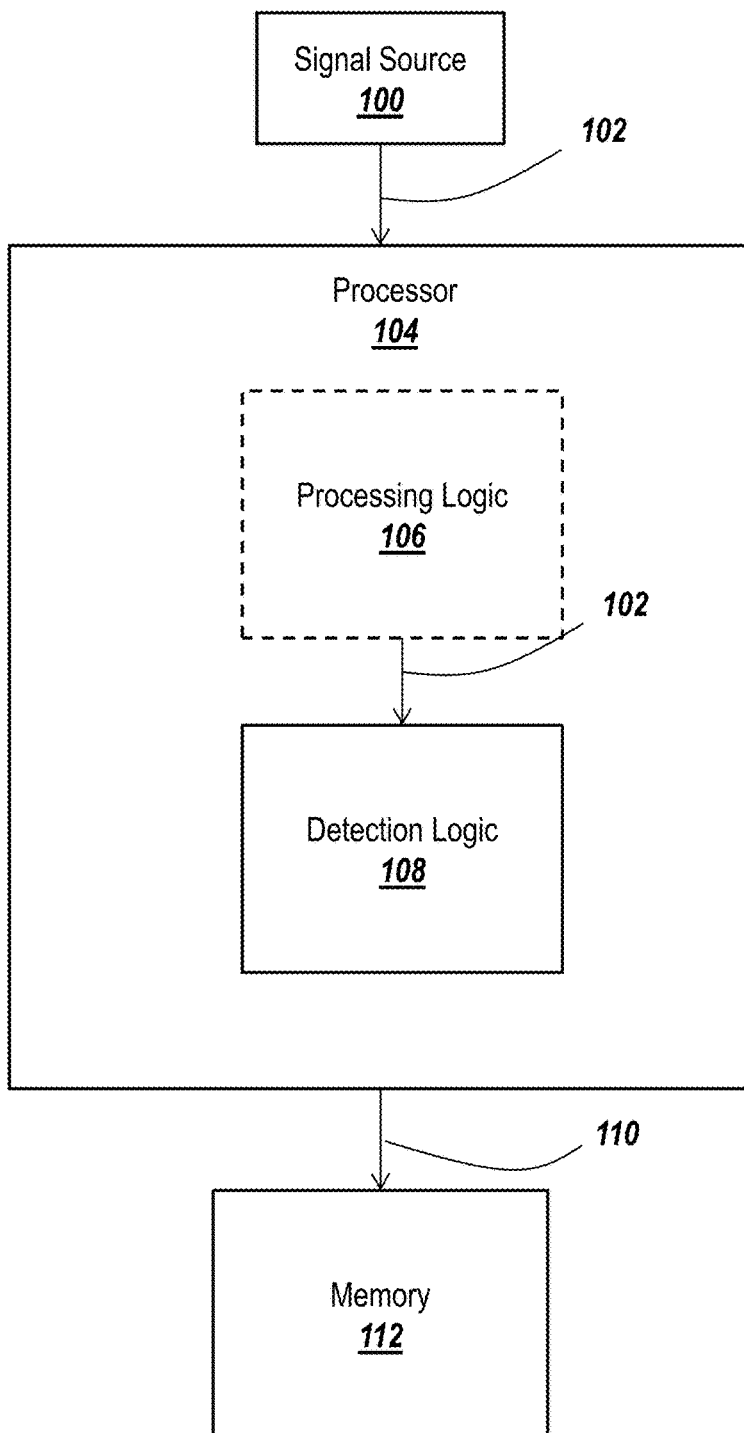 Signal Source
100
102
Processor
104
Processing Logic
106
102
Detection Logic
108
110
Memory
112